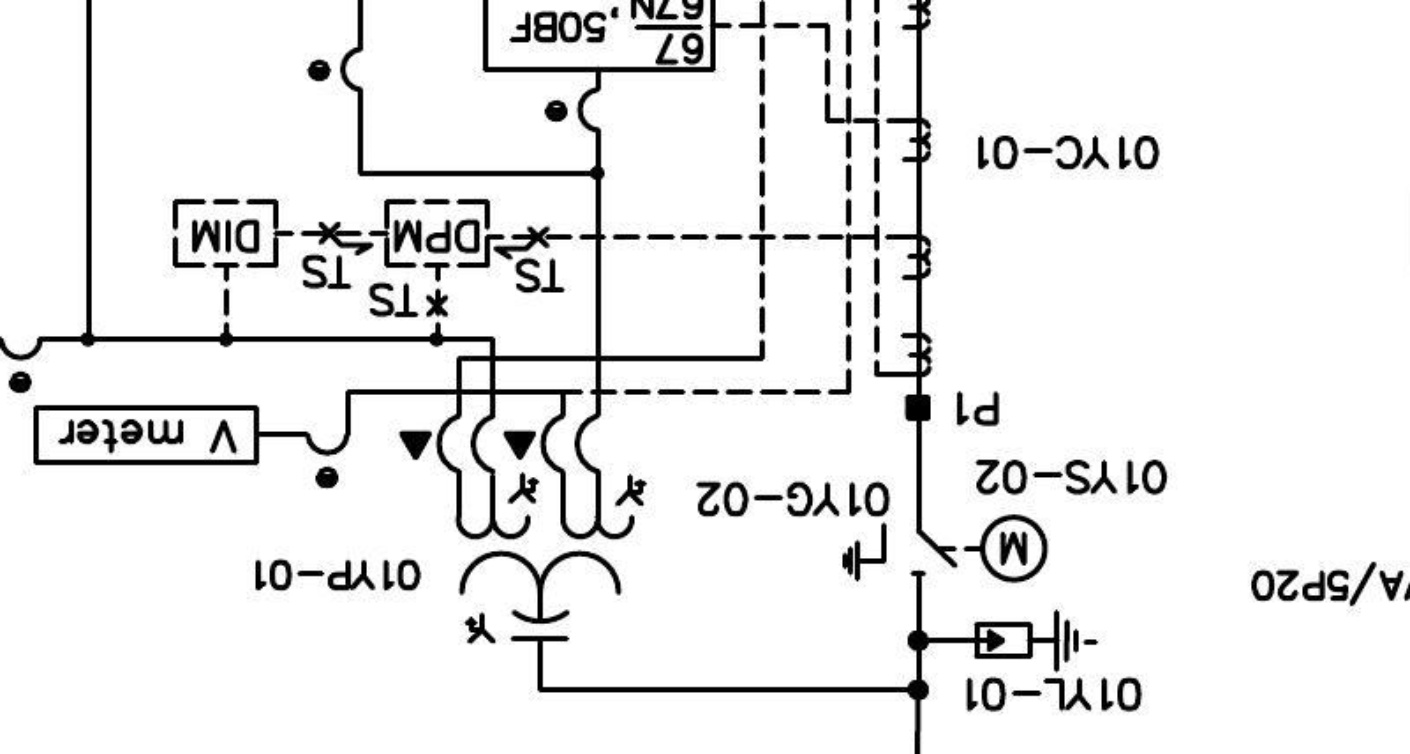 01YL-01
VA/5P20
M
01YS-02
01YG-02
01YP-01
P1
V meter
TS
TS
TS
DPM
DIM
01YC-01
67
67N
, 50BF